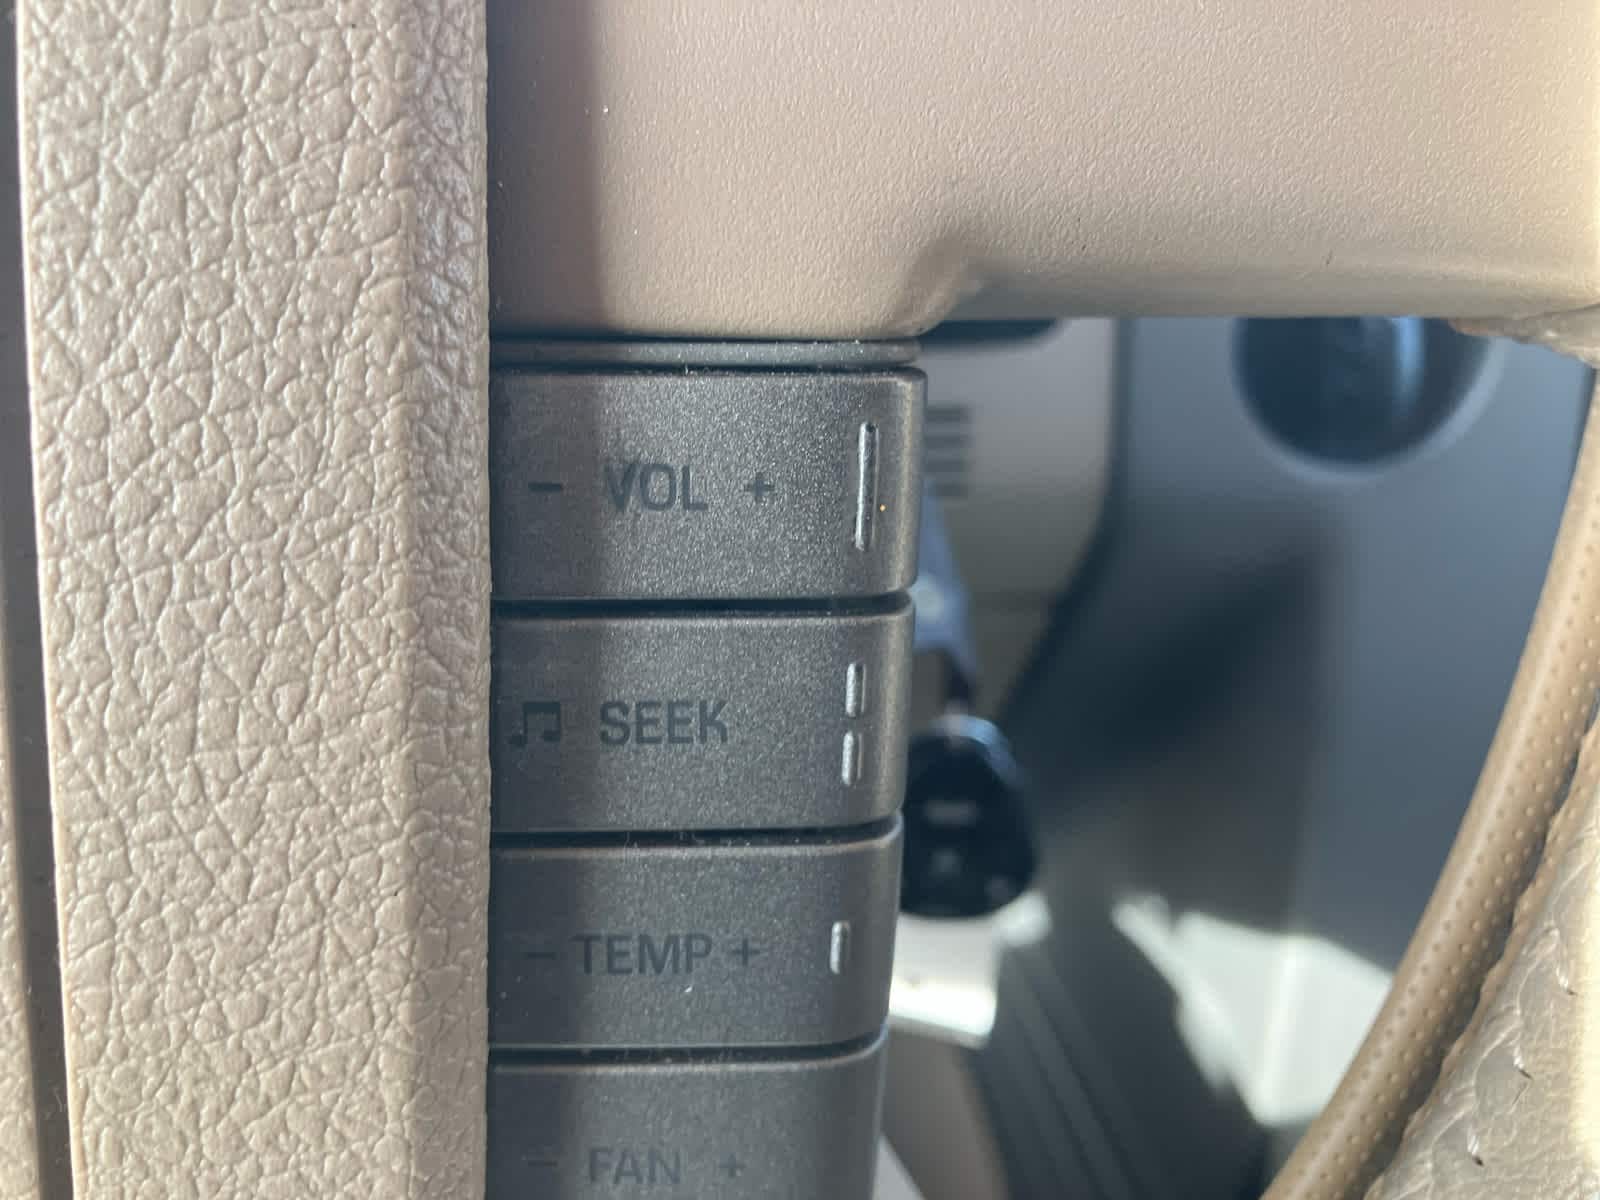 - VOL +
SEEK
- TEMP +
- FAN +